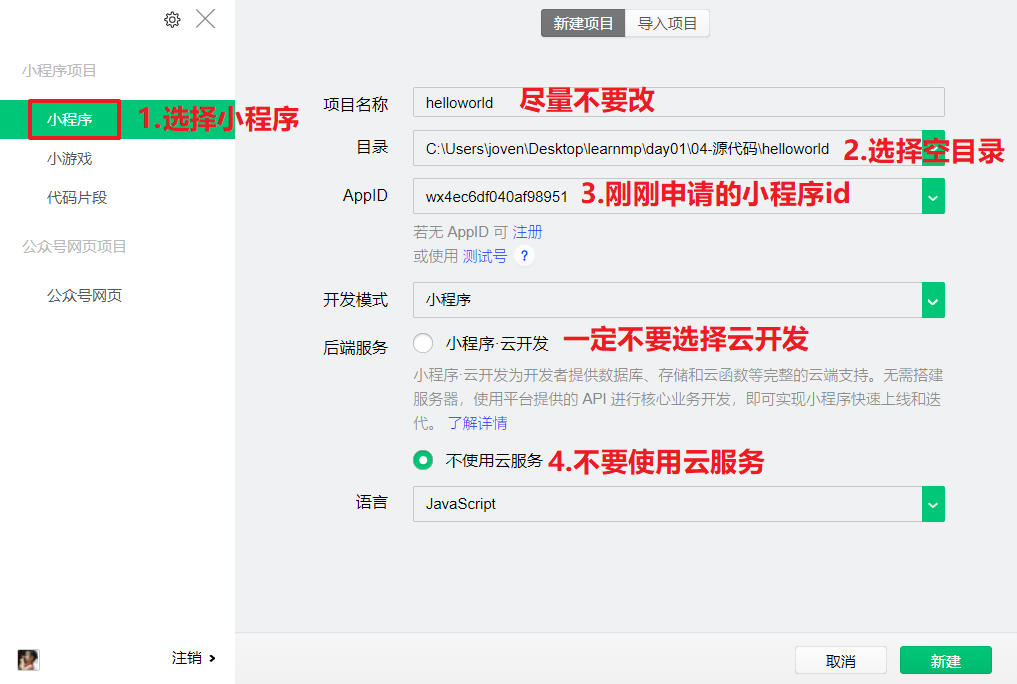 新建项目 导入项目
小程序项目
小程序
1.选择小程序
小游戏
代码片段
公众号网页项目
公众号网页
注销
项目名称 helloworld 尽量不要改
目录 C:\Users\joven\Desktop\learnmp\day01\04-源代码\helloworld 2.选择空目录
AppID wx4ec6df040af98951 3.刚刚申请的小程序id
若无 AppID 可 注册
或使用 测试号 ?
开发模式 小程序
后端服务 小程序·云开发 一定不要选择云开发
小程序·云开发为开发者提供数据库、存储和云函数等完整的云端支持。无需搭建
服务器，使用平台提供的 API 进行核心业务开发，即可实现小程序快速上线和迭
代。 了解详情
不使用云服务 4.不要使用云服务
语言 JavaScript
取消 新建